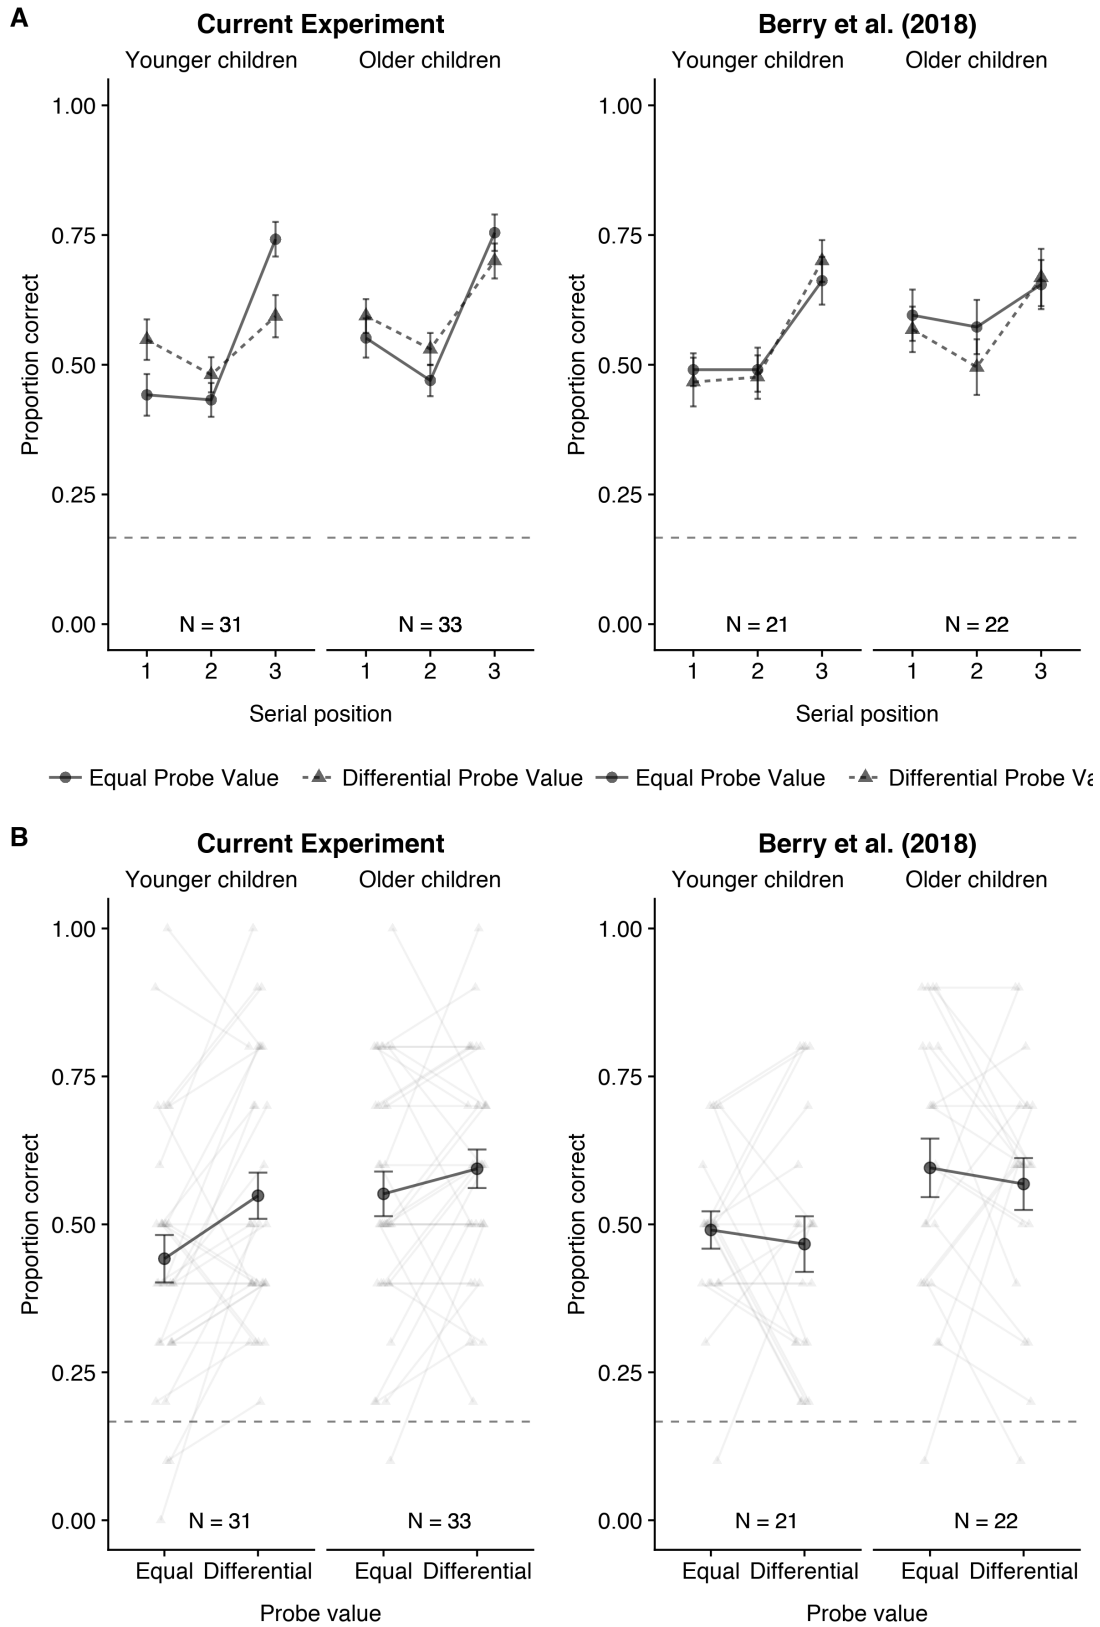 A
Current Experiment
Berry et al. (2018)
Younger children
Older children
Younger children
Older children
Proportion correct
1.00
0.75
0.50
0.25
0.00
N = 31
N = 33
1 2 3
1 2 3
Serial position
Proportion correct
1.00
0.75
0.50
0.25
0.00
N = 21
N = 22
1 2 3
1 2 3
Serial position
Equal Probe Value
Differential Probe Value
Equal Probe Value
Differential Probe Va
B
Current Experiment
Berry et al. (2018)
Younger children
Older children
Younger children
Older children
Proportion correct
1.00
0.75
0.50
0.25
0.00
N = 31
N = 33
Equal Differential
Equal Differential
Probe value
Proportion correct
1.00
0.75
0.50
0.25
0.00
N = 21
N = 22
Equal Differential
Equal Differential
Probe value